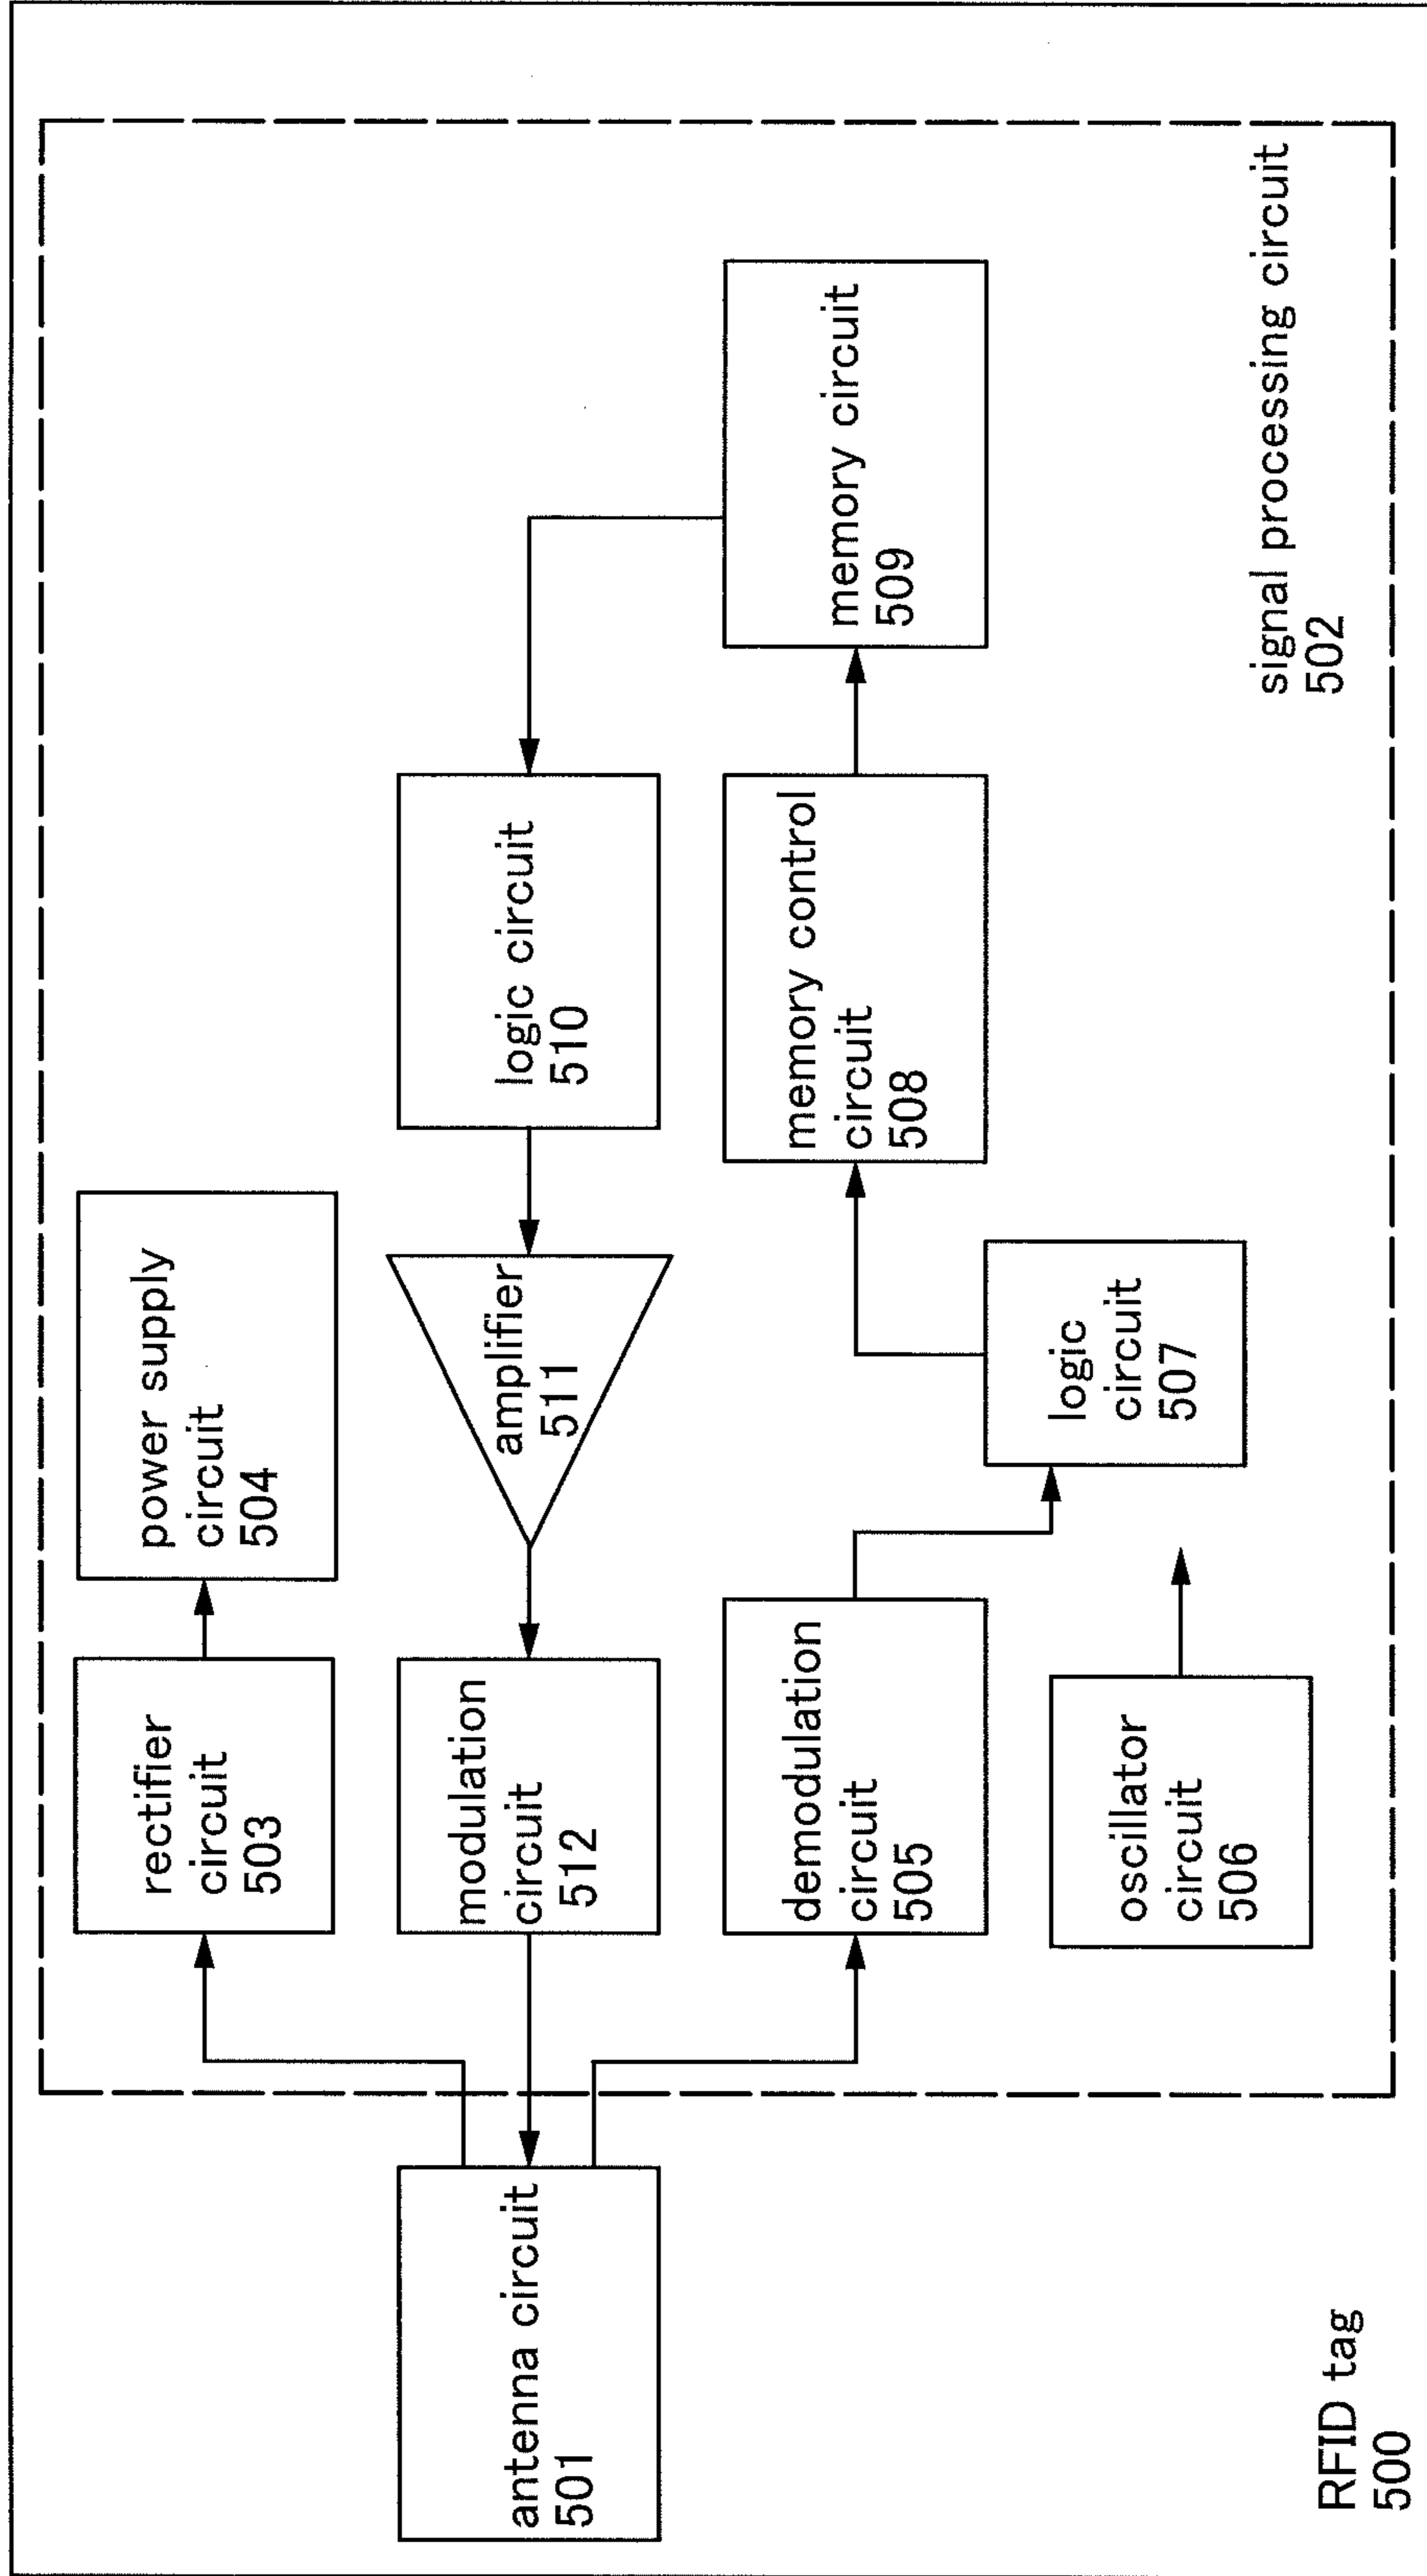 rectifier
circuit
503
power supply
circuit
504
antenna circuit
501
modulation
circuit
512
amplifier
511
logic circuit
510
demodulation
circuit
505
memory control
circuit
508
memory circuit
509
logic
circuit
507
oscillator
circuit
506
signal processing circuit
502
RFID tag
500